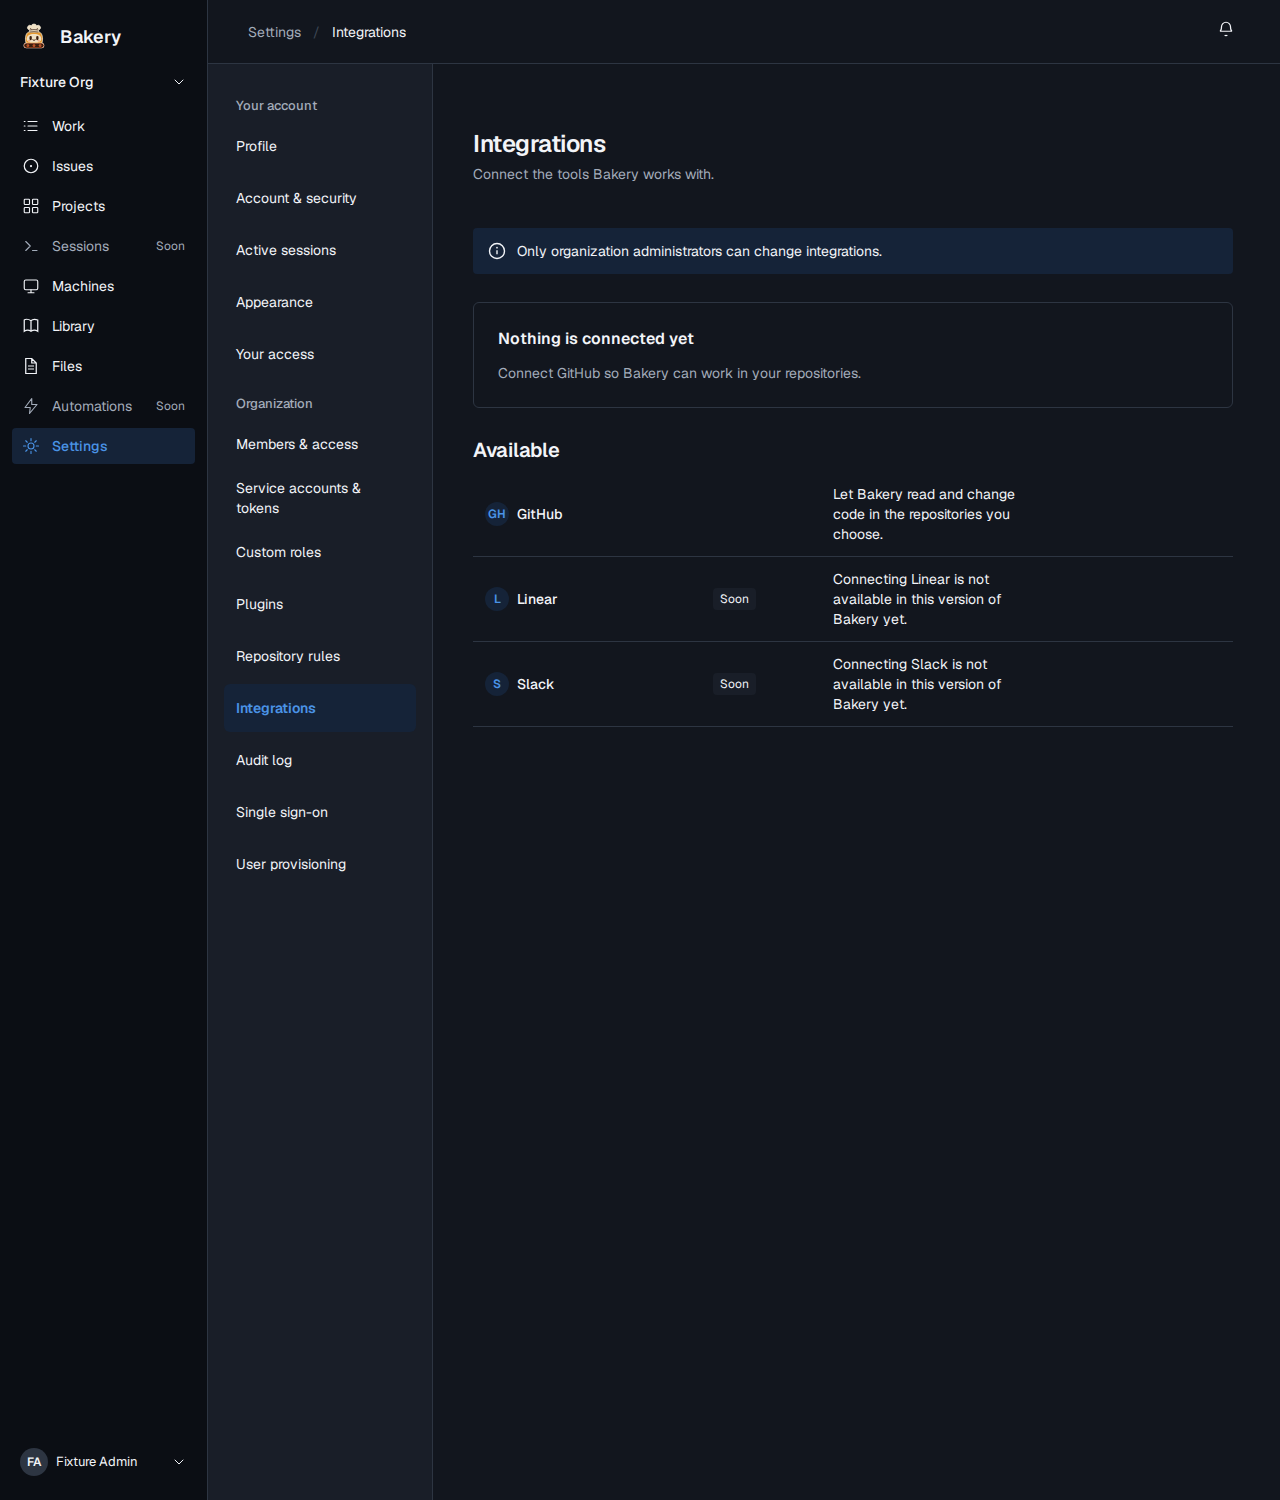 Bakery
Fixture Org
Work
Issues
Projects
Sessions Soon
Machines
Library
Files
Automations Soon
Settings
FA Fixture Admin
Settings / Integrations
Your account
Profile
Account & security
Active sessions
Appearance
Your access
Organization
Members & access
Service accounts &
tokens
Custom roles
Plugins
Repository rules
Integrations
Audit log
Single sign-on
User provisioning
Integrations
Connect the tools Bakery works with.
Only organization administrators can change integrations.
Nothing is connected yet
Connect GitHub so Bakery can work in your repositories.
Available
GH GitHub
Let Bakery read and change
code in the repositories you
choose.
L Linear Soon
Connecting Linear is not
available in this version of
Bakery yet.
S Slack Soon
Connecting Slack is not
available in this version of
Bakery yet.